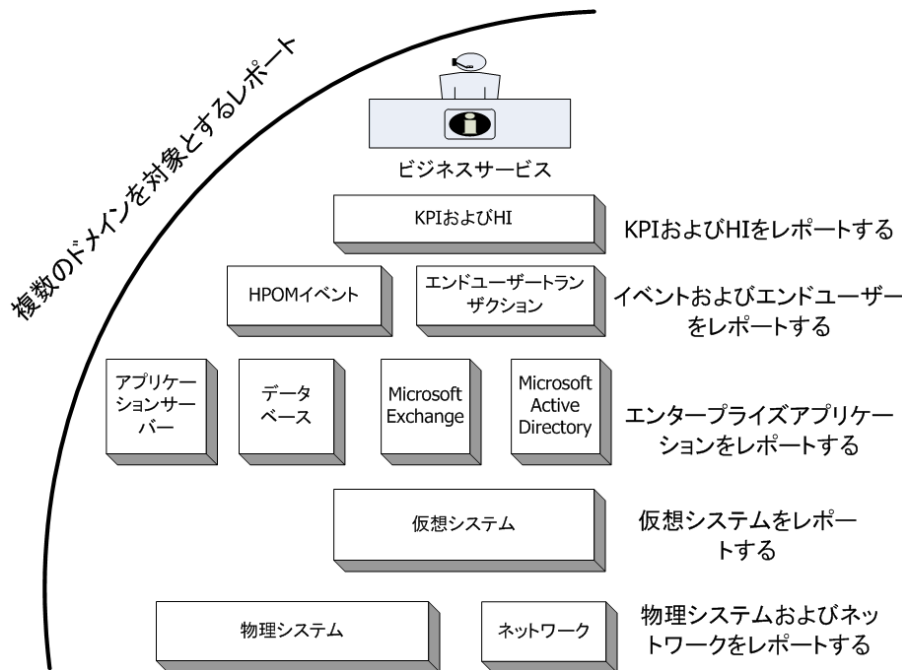 複数のドメインを対象とするレポート
ビジネスサービス
KPIおよびHI
KPIおよびHIをレポートする
HPOMイベント
エンドユーザートラン
ザクション
イベントおよびエンドユーザー
をレポートする
アプリケー
ションサー
バー
データ
ベース
Microsoft
Exchange
Microsoft
Active
Directory
エンタープライズアプリケー
ションをレポートする
仮想システム
仮想システムをレポー
トする
物理システム
ネットワーク
物理システムおよびネッ
トワークをレポートする